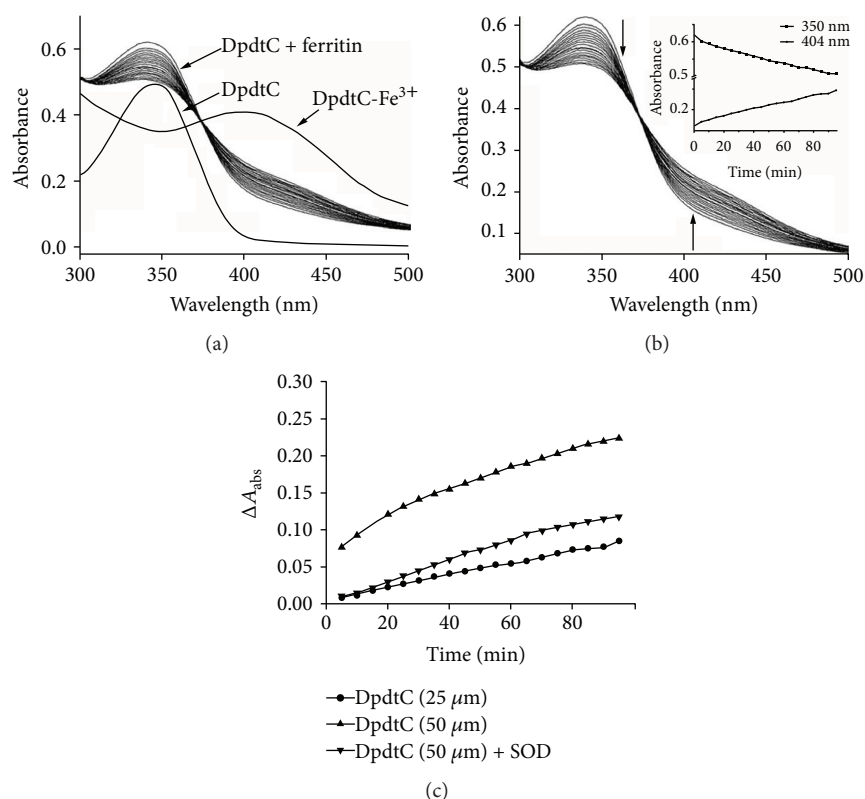 DpdtC + ferritin
DpdtC
DpdtC-Fe3+
0.6
0.4
0.2
0.0
Absorbance
300 350 400 450 500
Wavelength (nm)
(a)
350 nm
404 nm
0.6
0.5
0.4
0.3
0.2
0.1
Absorbance
0.6
0.5
0.2
Absorbance
0 20 40 60 80
Time (min)
300 350 400 450 500
Wavelength (nm)
(b)
0.30
0.25
0.20
0.15
0.10
0.05
0.00
ΔAabs
0 20 40 60 80
Time (min)
DpdtC (25 μm)
DpdtC (50 μm)
DpdtC (50 μm) + SOD
(c)